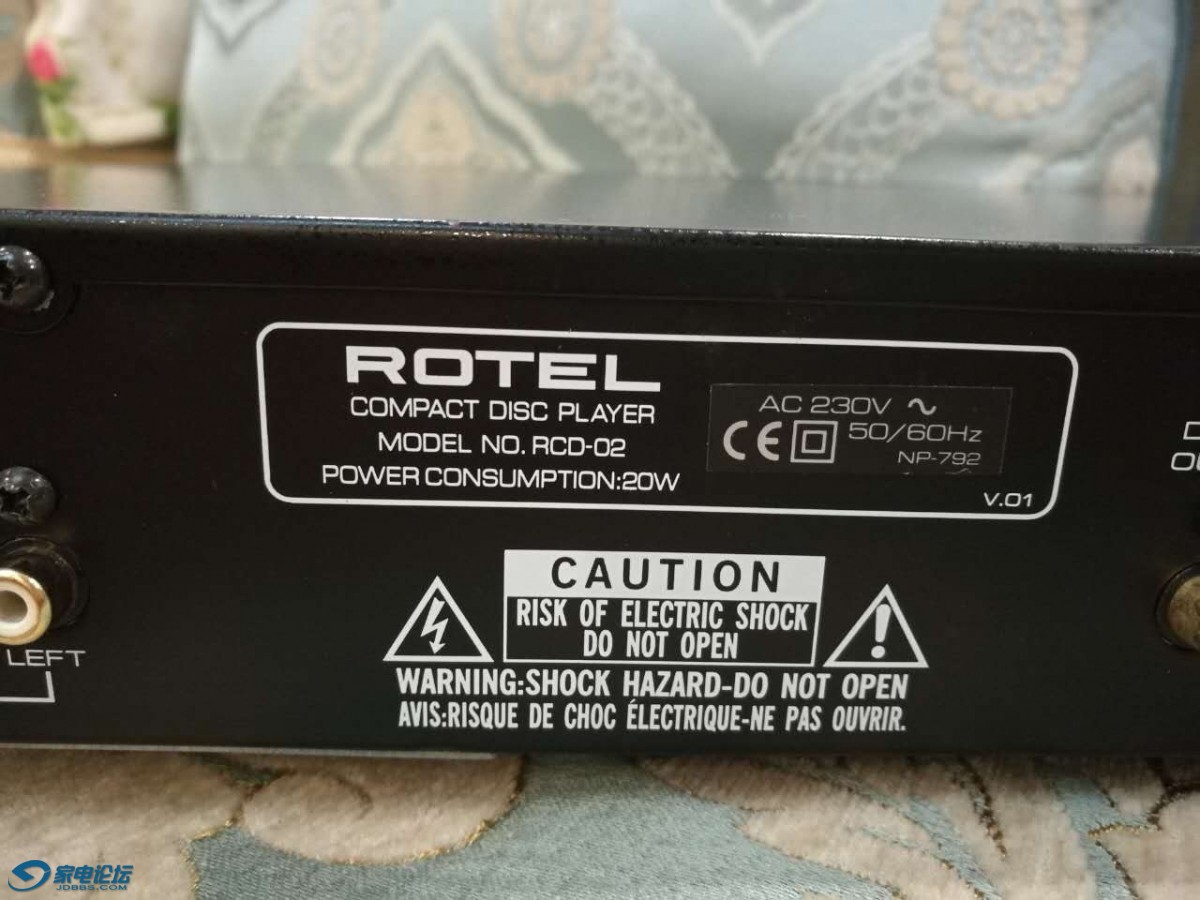 ROTEL
COMPACT DISC PLAYER
MODEL NO. RCD-02
POWER CONSUMPTION:20W
AC 230V ~
CE 50/60Hz
NP-792
V.01
LEFT
CAUTION
RISK OF ELECTRIC SHOCK
DO NOT OPEN
WARNING:SHOCK HAZARD-DO NOT OPEN
AVIS:RISQUE DE CHOC ÉLECTRIQUE-NE PAS OUVRIR.
家电论坛
JDBBS.COM